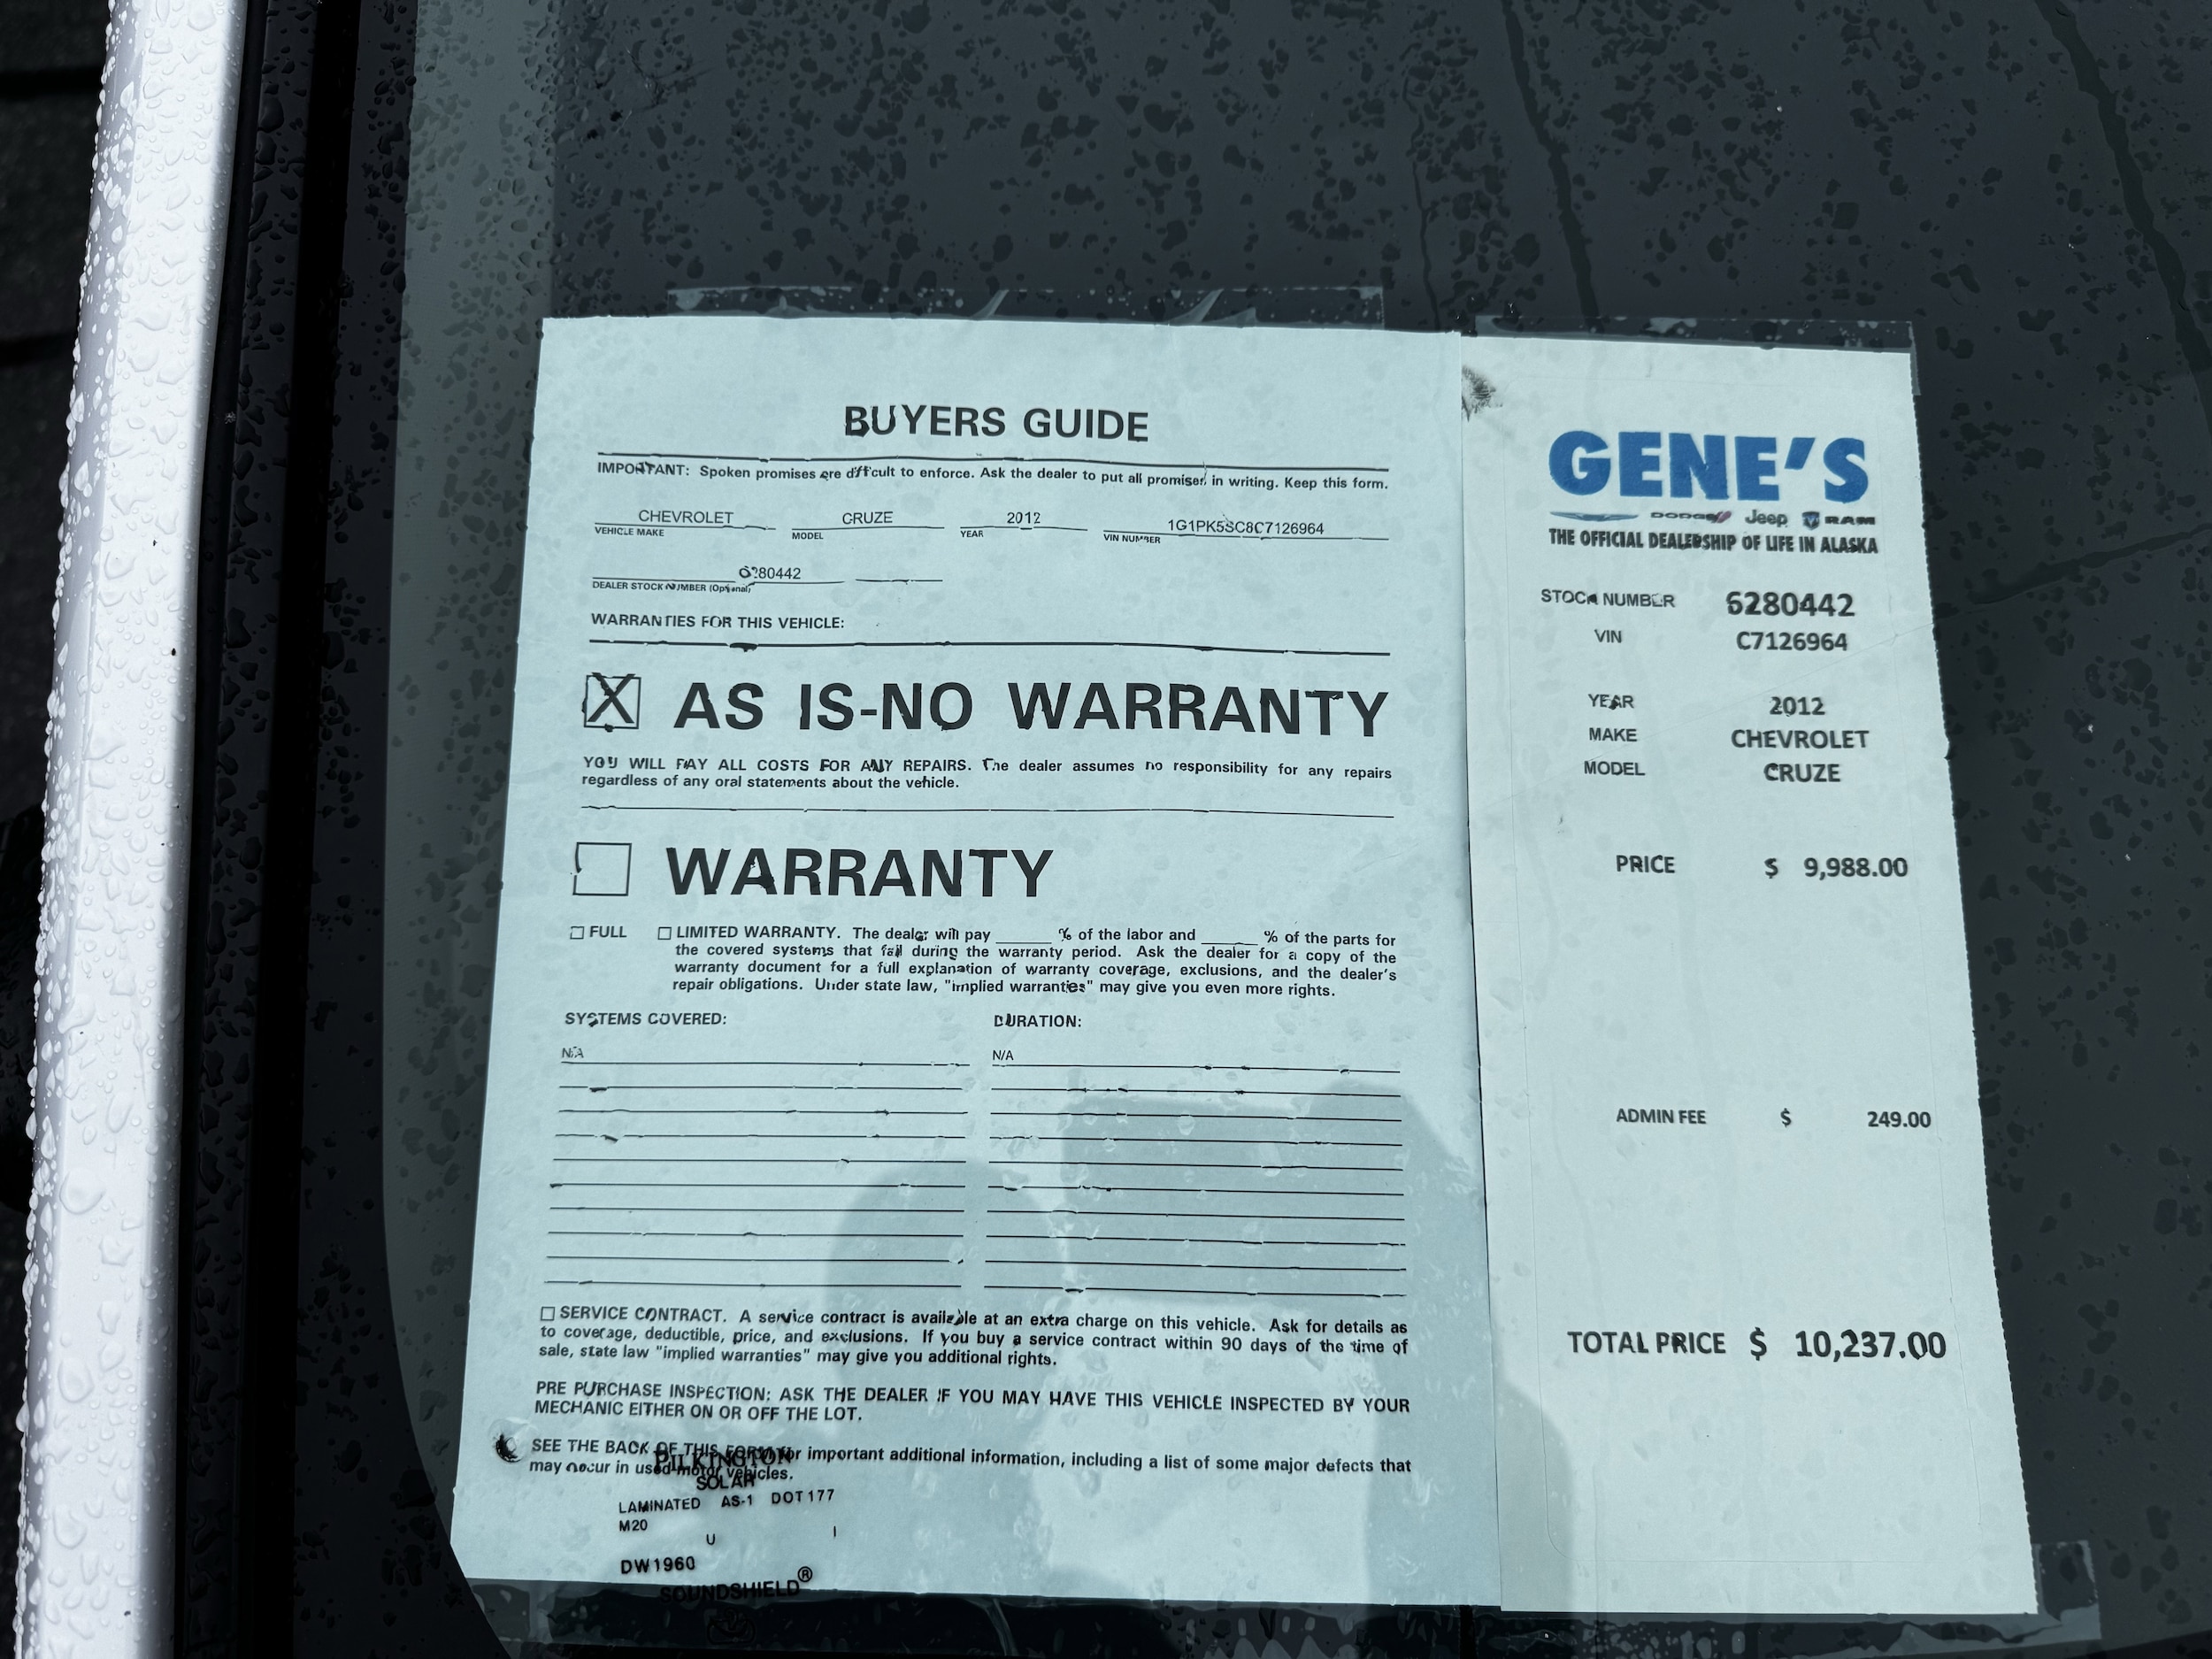 BUYERS GUIDE
IMPORTANT: Spoken promises are difficult to enforce. Ask the dealer to put all promises in writing. Keep this form.
CHEVROLET CRUZE 2012 1G1PK5SC8C7126964
VEHICLE MAKE MODEL YEAR VIN NUMBER
6280442
DEALER STOCK NUMBER (Optional)
WARRANTIES FOR THIS VEHICLE:
X AS IS-NO WARRANTY
YOU WILL PAY ALL COSTS FOR ANY REPAIRS. The dealer assumes no responsibility for any repairs
regardless of any oral statements about the vehicle.
WARRANTY
FULL LIMITED WARRANTY. The dealer will pay _____ % of the labor and _____ % of the parts for
the covered systems that fail during the warranty period. Ask the dealer for a copy of the
warranty document for a full explanation of warranty coverage, exclusions, and the dealer's
repair obligations. Under state law, "implied warranties" may give you even more rights.
SYSTEMS COVERED: DURATION:
N/A N/A
SERVICE CONTRACT. A service contract is available at an extra charge on this vehicle. Ask for details as
to coverage, deductible, price, and exclusions. If you buy a service contract within 90 days of the time of
sale, state law "implied warranties" may give you additional rights.
PRE PURCHASE INSPECTION: ASK THE DEALER IF YOU MAY HAVE THIS VEHICLE INSPECTED BY YOUR
MECHANIC EITHER ON OR OFF THE LOT.
SEE THE BACK OF THIS FORM for important additional information, including a list of some major defects that
may occur in used motor vehicles.
PILKINGTON
SOLAR
LAMINATED AS-1 DOT177
M20
U I
DW1960
SOUNDSHIELD®
GENE'S
DODGE Jeep RAM
THE OFFICIAL DEALERSHIP OF LIFE IN ALASKA
STOCK NUMBER 6280442
VIN C7126964
YEAR 2012
MAKE CHEVROLET
MODEL CRUZE
PRICE $ 9,988.00
ADMIN FEE $ 249.00
TOTAL PRICE $ 10,237.00